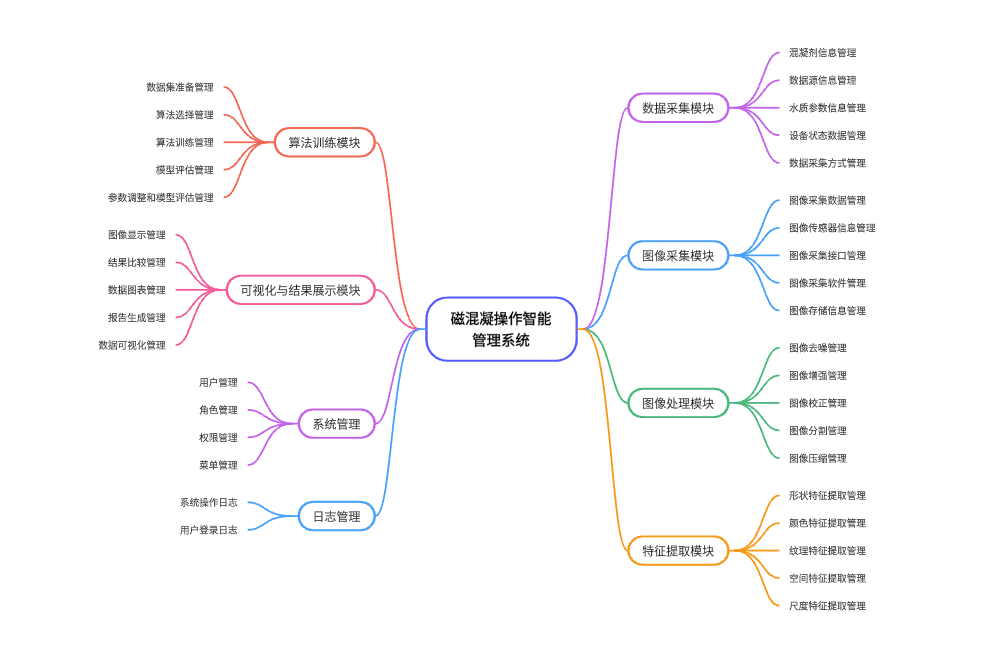 磁混凝操作智能
管理系统
数据采集模块
混凝剂信息管理
数据源信息管理
水质参数信息管理
设备状态数据管理
数据采集方式管理
图像采集模块
图像采集数据管理
图像传感器信息管理
图像采集接口管理
图像采集软件管理
图像存储信息管理
图像处理模块
图像去噪管理
图像增强管理
图像校正管理
图像分割管理
图像压缩管理
特征提取模块
形状特征提取管理
颜色特征提取管理
纹理特征提取管理
空间特征提取管理
尺度特征提取管理
算法训练模块
数据集准备管理
算法选择管理
算法训练管理
模型评估管理
参数调整和模型评估管理
可视化与结果展示模块
图像显示管理
结果比较管理
数据图表管理
报告生成管理
数据可视化管理
系统管理
用户管理
角色管理
权限管理
菜单管理
日志管理
系统操作日志
用户登录日志